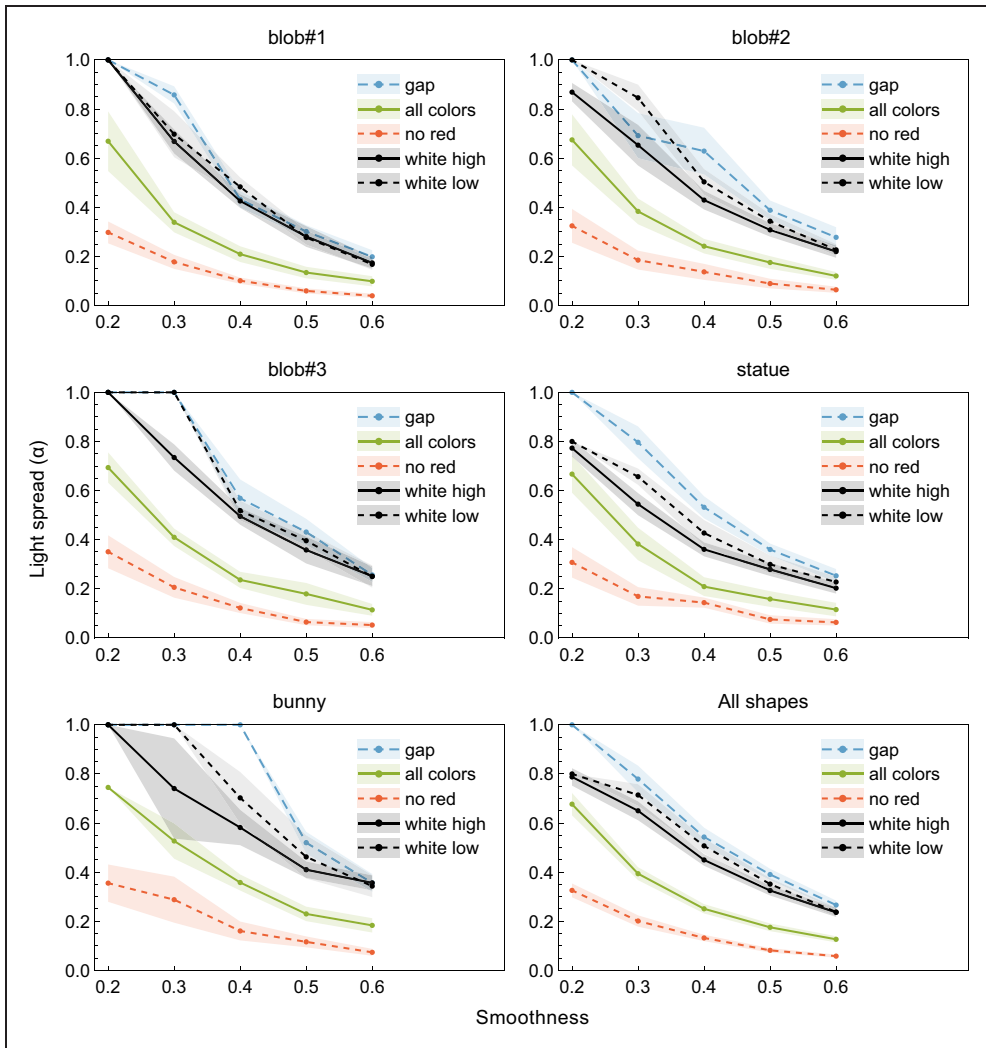 blob#1
1.0
0.8
0.6
0.4
0.2
0.0
0.2 0.3 0.4 0.5 0.6
gap
all colors
no red
white high
white low
blob#2
1.0
0.8
0.6
0.4
0.2
0.0
0.2 0.3 0.4 0.5 0.6
gap
all colors
no red
white high
white low
Light spread (α)
blob#3
1.0
0.8
0.6
0.4
0.2
0.0
0.2 0.3 0.4 0.5 0.6
gap
all colors
no red
white high
white low
statue
1.0
0.8
0.6
0.4
0.2
0.0
0.2 0.3 0.4 0.5 0.6
gap
all colors
no red
white high
white low
bunny
1.0
0.8
0.6
0.4
0.2
0.0
0.2 0.3 0.4 0.5 0.6
gap
all colors
no red
white high
white low
All shapes
1.0
0.8
0.6
0.4
0.2
0.0
0.2 0.3 0.4 0.5 0.6
gap
all colors
no red
white high
white low
Smoothness